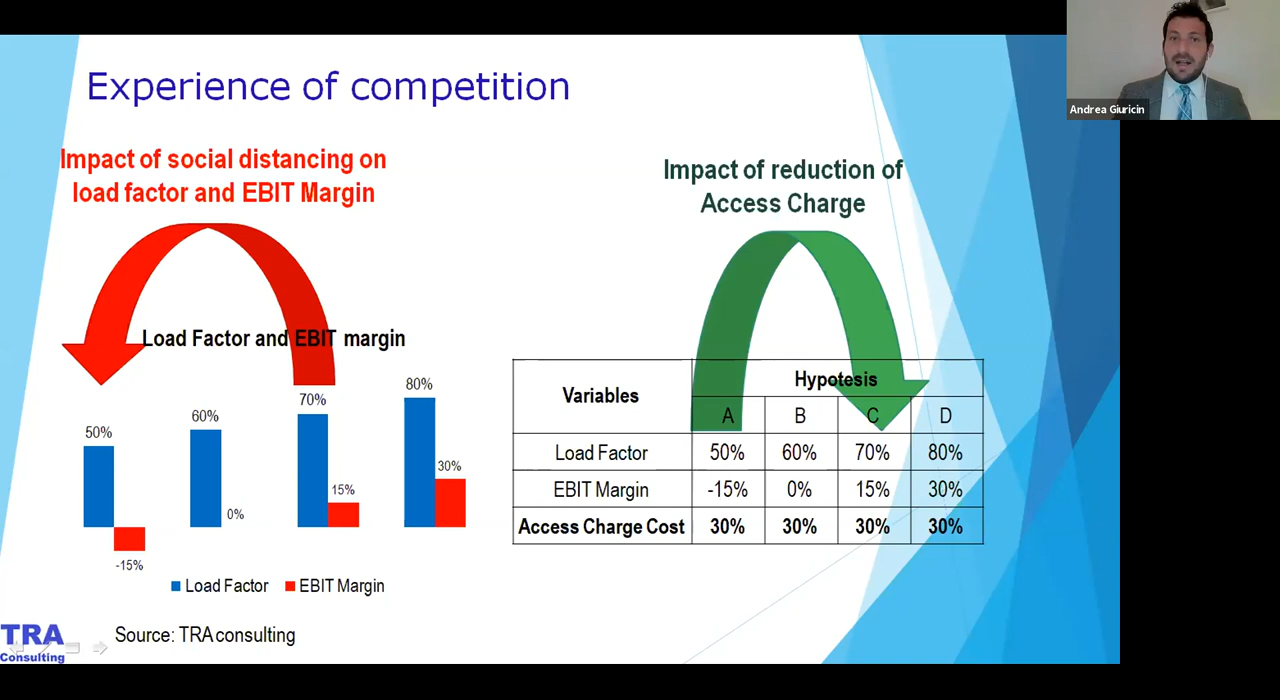 Andrea Giuricin
Experience of competition
Impact of social distancing on
load factor and EBIT Margin
Impact of reduction of
Access Charge
Load Factor and EBIT margin
50%
-15%
60%
0%
70%
15%
80%
30%
Load Factor EBIT Margin
Variables Hypotesis
A B C D
Load Factor 50% 60% 70% 80%
EBIT Margin -15% 0% 15% 30%
Access Charge Cost 30% 30% 30% 30%
Source: TRA consulting
TRA
Consulting